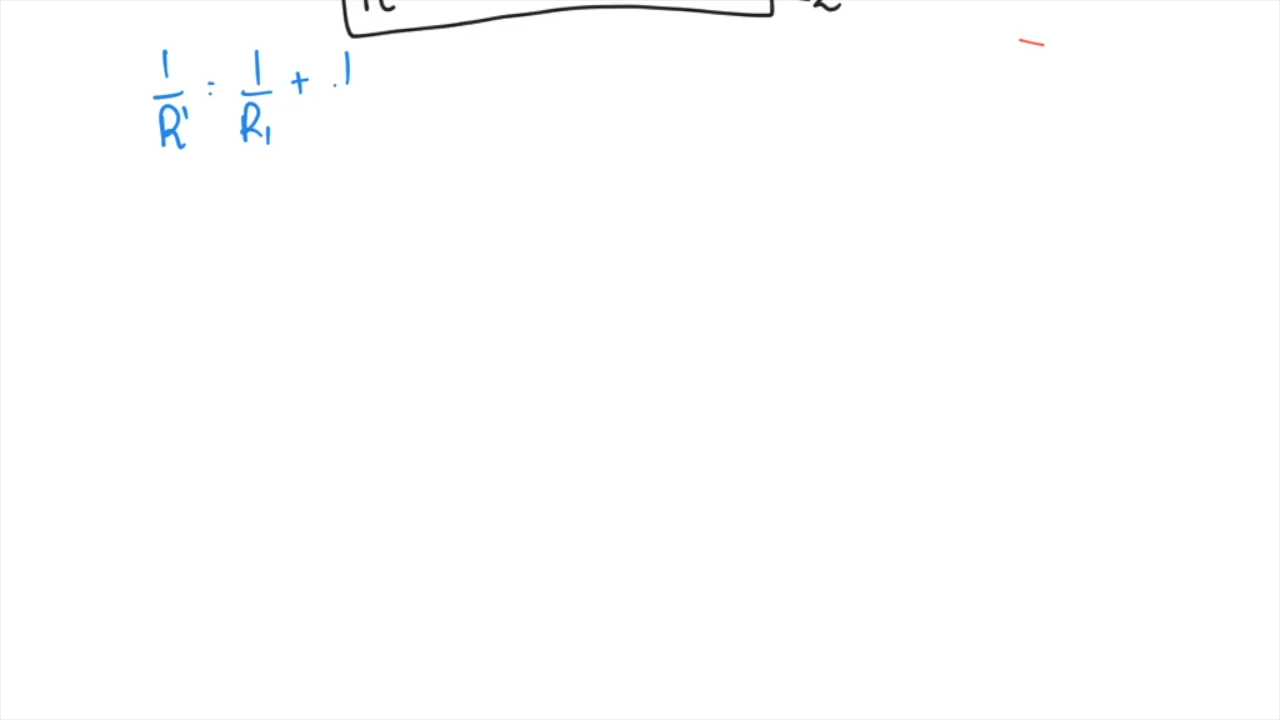 1/R' = 1/R₁ + 1